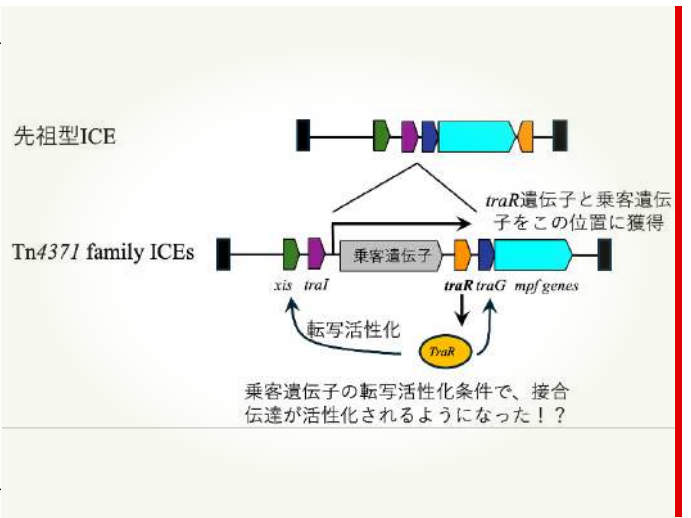 先祖型ICE
traR遺伝子と乗客遺伝
子をこの位置に獲得
Tn4371 family ICEs
乗客遺伝子
xis traI traR traG mpf genes
転写活性化
TraR
乗客遺伝子の転写活性化条件で、接合
伝達が活性化されるようになった！？